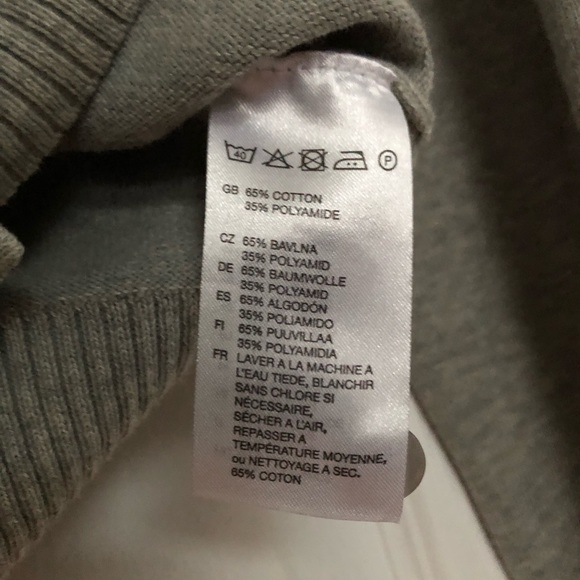 40 P
GB 65% COTTON
35% POLYAMIDE
CZ 65% BAVLNA
35% POLYAMID
DE 65% BAUMWOLLE
35% POLYAMID
ES 65% ALGODÓN
35% POLIAMIDO
FI 65% PUUVILLAA
35% POLYAMIDIA
FR LAVER A LA MACHINE A
L'EAU TIEDE, BLANCHIR
SANS CHLORE SI
NÉCESSAIRE,
SÉCHER A L'AIR,
REPASSER A
TEMPÉRATURE MOYENNE,
ou NETTOYAGE A SEC.
65% COTON